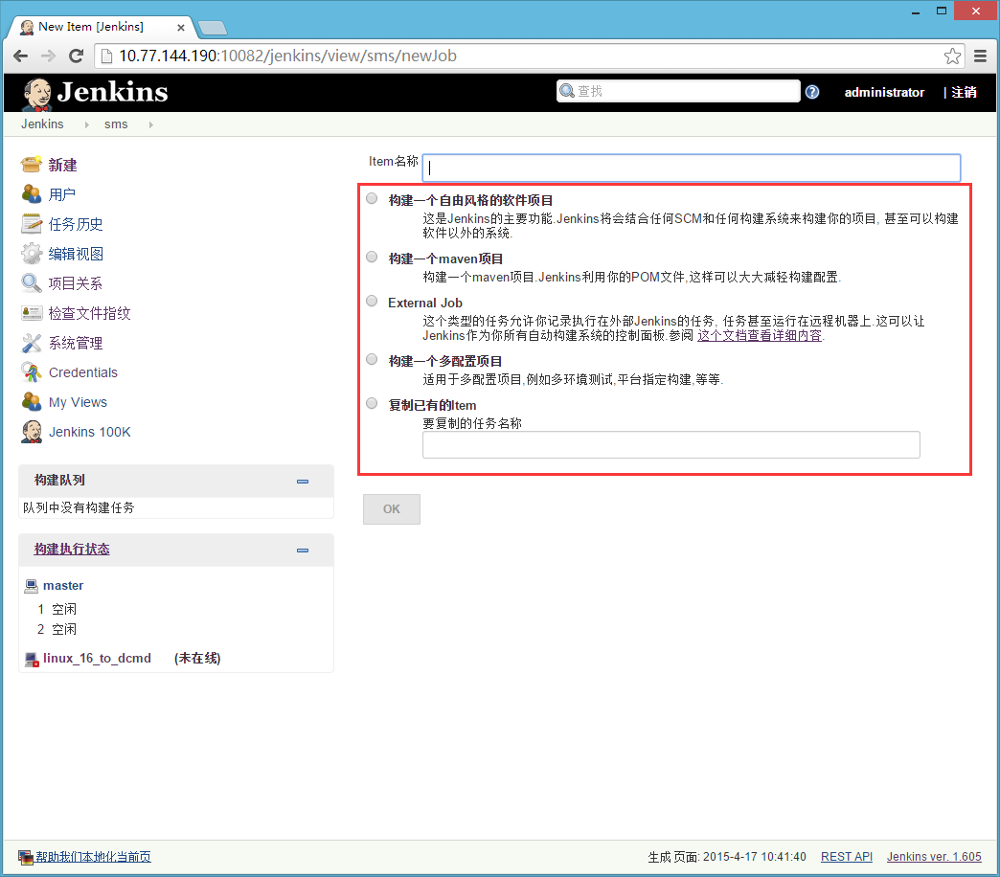 New Item [Jenkins]
10.77.144.190:10082/jenkins/view/sms/newJob
Jenkins
查找
administrator
| 注销
Jenkins
sms
新建
用户
任务历史
编辑视图
项目关系
检查文件指纹
系统管理
Credentials
My Views
Jenkins 100K
构建队列
队列中没有构建任务
构建执行状态
master
1 空闲
2 空闲
linux_16_to_dcmd (未在线)
Item名称
构建一个自由风格的软件项目
这是Jenkins的主要功能.Jenkins将会结合任何SCM和任何构建系统来构建你的项目, 甚至可以构建
软件以外的系统.
构建一个maven项目
构建一个maven项目.Jenkins利用你的POM文件,这样可以大大减轻构建配置.
External Job
这个类型的任务允许你记录执行在外部Jenkins的任务, 任务甚至运行在远程机器上.这可以让
Jenkins作为你所有自动构建系统的控制面板.参阅 这个文档查看详细内容.
构建一个多配置项目
适用于多配置项目,例如多环境测试,平台指定构建,等等.
复制已有的Item
要复制的任务名称
OK
帮助我们本地化当前页
生成页面: 2015-4-17 10:41:40
REST API
Jenkins ver. 1.605